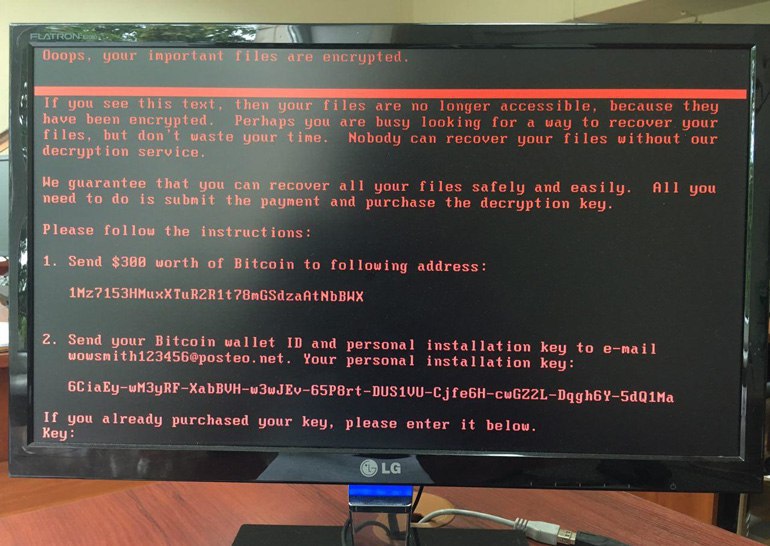 FLATRON
Ooops, your important files are encrypted.
If you see this text, then your files are no longer accessible, because they
have been encrypted. Perhaps you are busy looking for a way to recover your
files, but don't waste your time. Nobody can recover your files without our
decryption service.
We guarantee that you can recover all your files safely and easily. All you
need to do is submit the payment and purchase the decryption key.
Please follow the instructions:
1. Send $300 worth of Bitcoin to following address:
1Mz7153HMuxXTuR2R1t78mGSdzaAtNbBWX
2. Send your Bitcoin wallet ID and personal installation key to e-mail
wowsmith123456@posteo.net. Your personal installation key:
6CiaEy-wM3yRF-XabBVH-w3wJEv-65P8rt-DUS1VU-Cjfe6H-cwG22L-Dqgh6Y-5dQ1Ma
If you already purchased your key, please enter it below.
Key:
LG